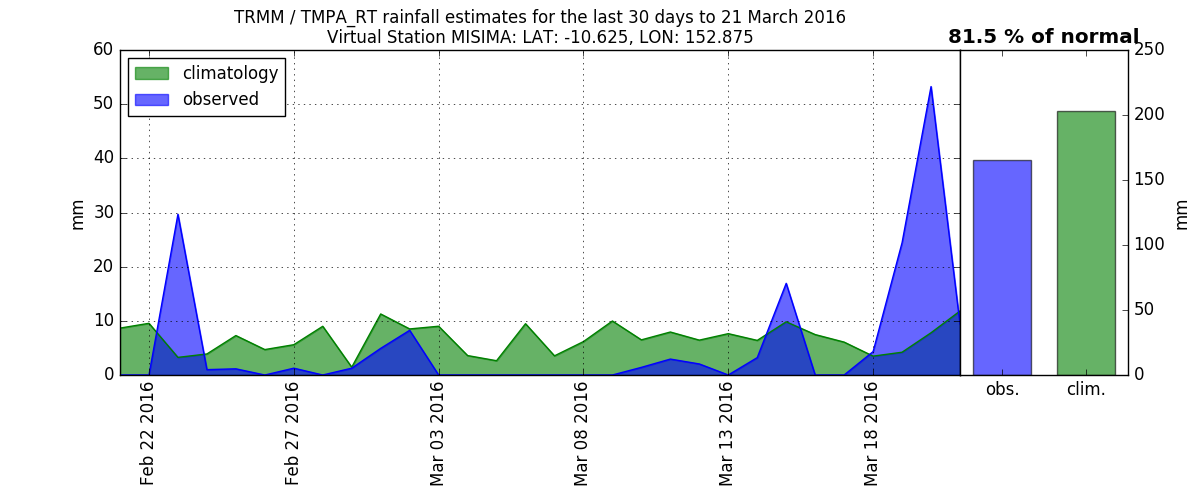 TRMM / TMPA_RT rainfall estimates for the last 30 days to 21 March 2016
Virtual Station MISIMA: LAT: -10.625, LON: 152.875
81.5 % of normal
climatology
observed
60
50
40
30
20
10
0
mm
Feb 22 2016
Feb 27 2016
Mar 03 2016
Mar 08 2016
Mar 13 2016
Mar 18 2016
obs.
clim.
250
200
150
100
50
0
mm